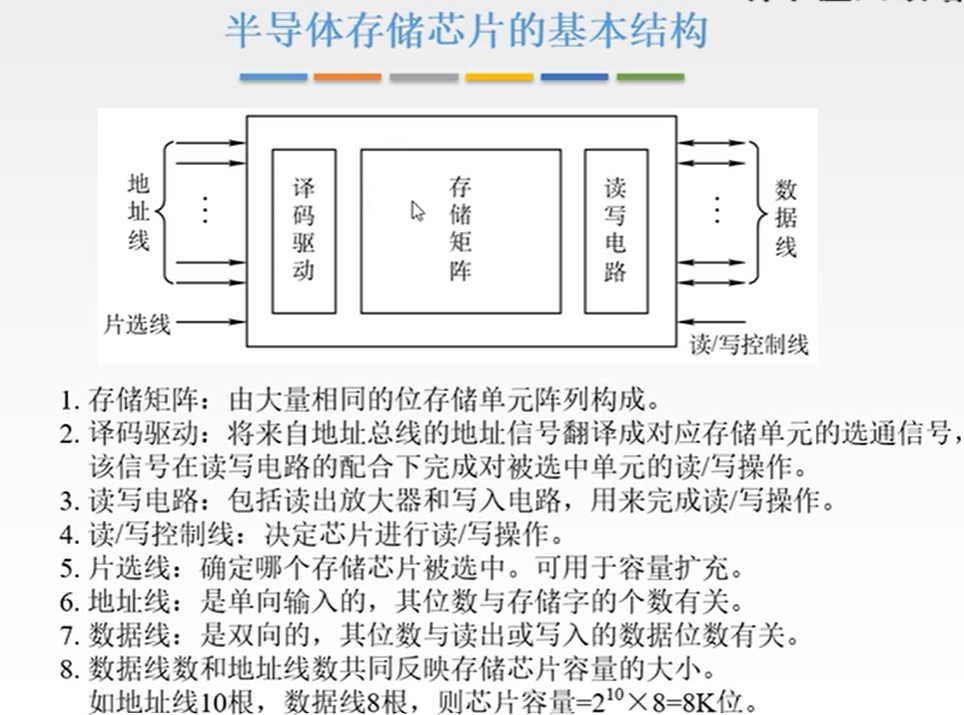 半导体存储芯片的基本结构
地址线
译码驱动
存储矩阵
读写电路
数据线
片选线
读/写控制线
1. 存储矩阵：由大量相同的位存储单元阵列构成。
2. 译码驱动：将来自地址总线的地址信号翻译成对应存储单元的选通信号，
该信号在读写电路的配合下完成对被选中单元的读/写操作。
3. 读写电路：包括读出放大器和写入电路，用来完成读/写操作。
4. 读/写控制线：决定芯片进行读/写操作。
5. 片选线：确定哪个存储芯片被选中。可用于容量扩充。
6. 地址线：是单向输入的，其位数与存储字的个数有关。
7. 数据线：是双向的，其位数与读出或写入的数据位数有关。
8. 数据线数和地址线数共同反映存储芯片容量的大小。
如地址线10根，数据线8根，则芯片容量=2¹⁰×8=8K位。